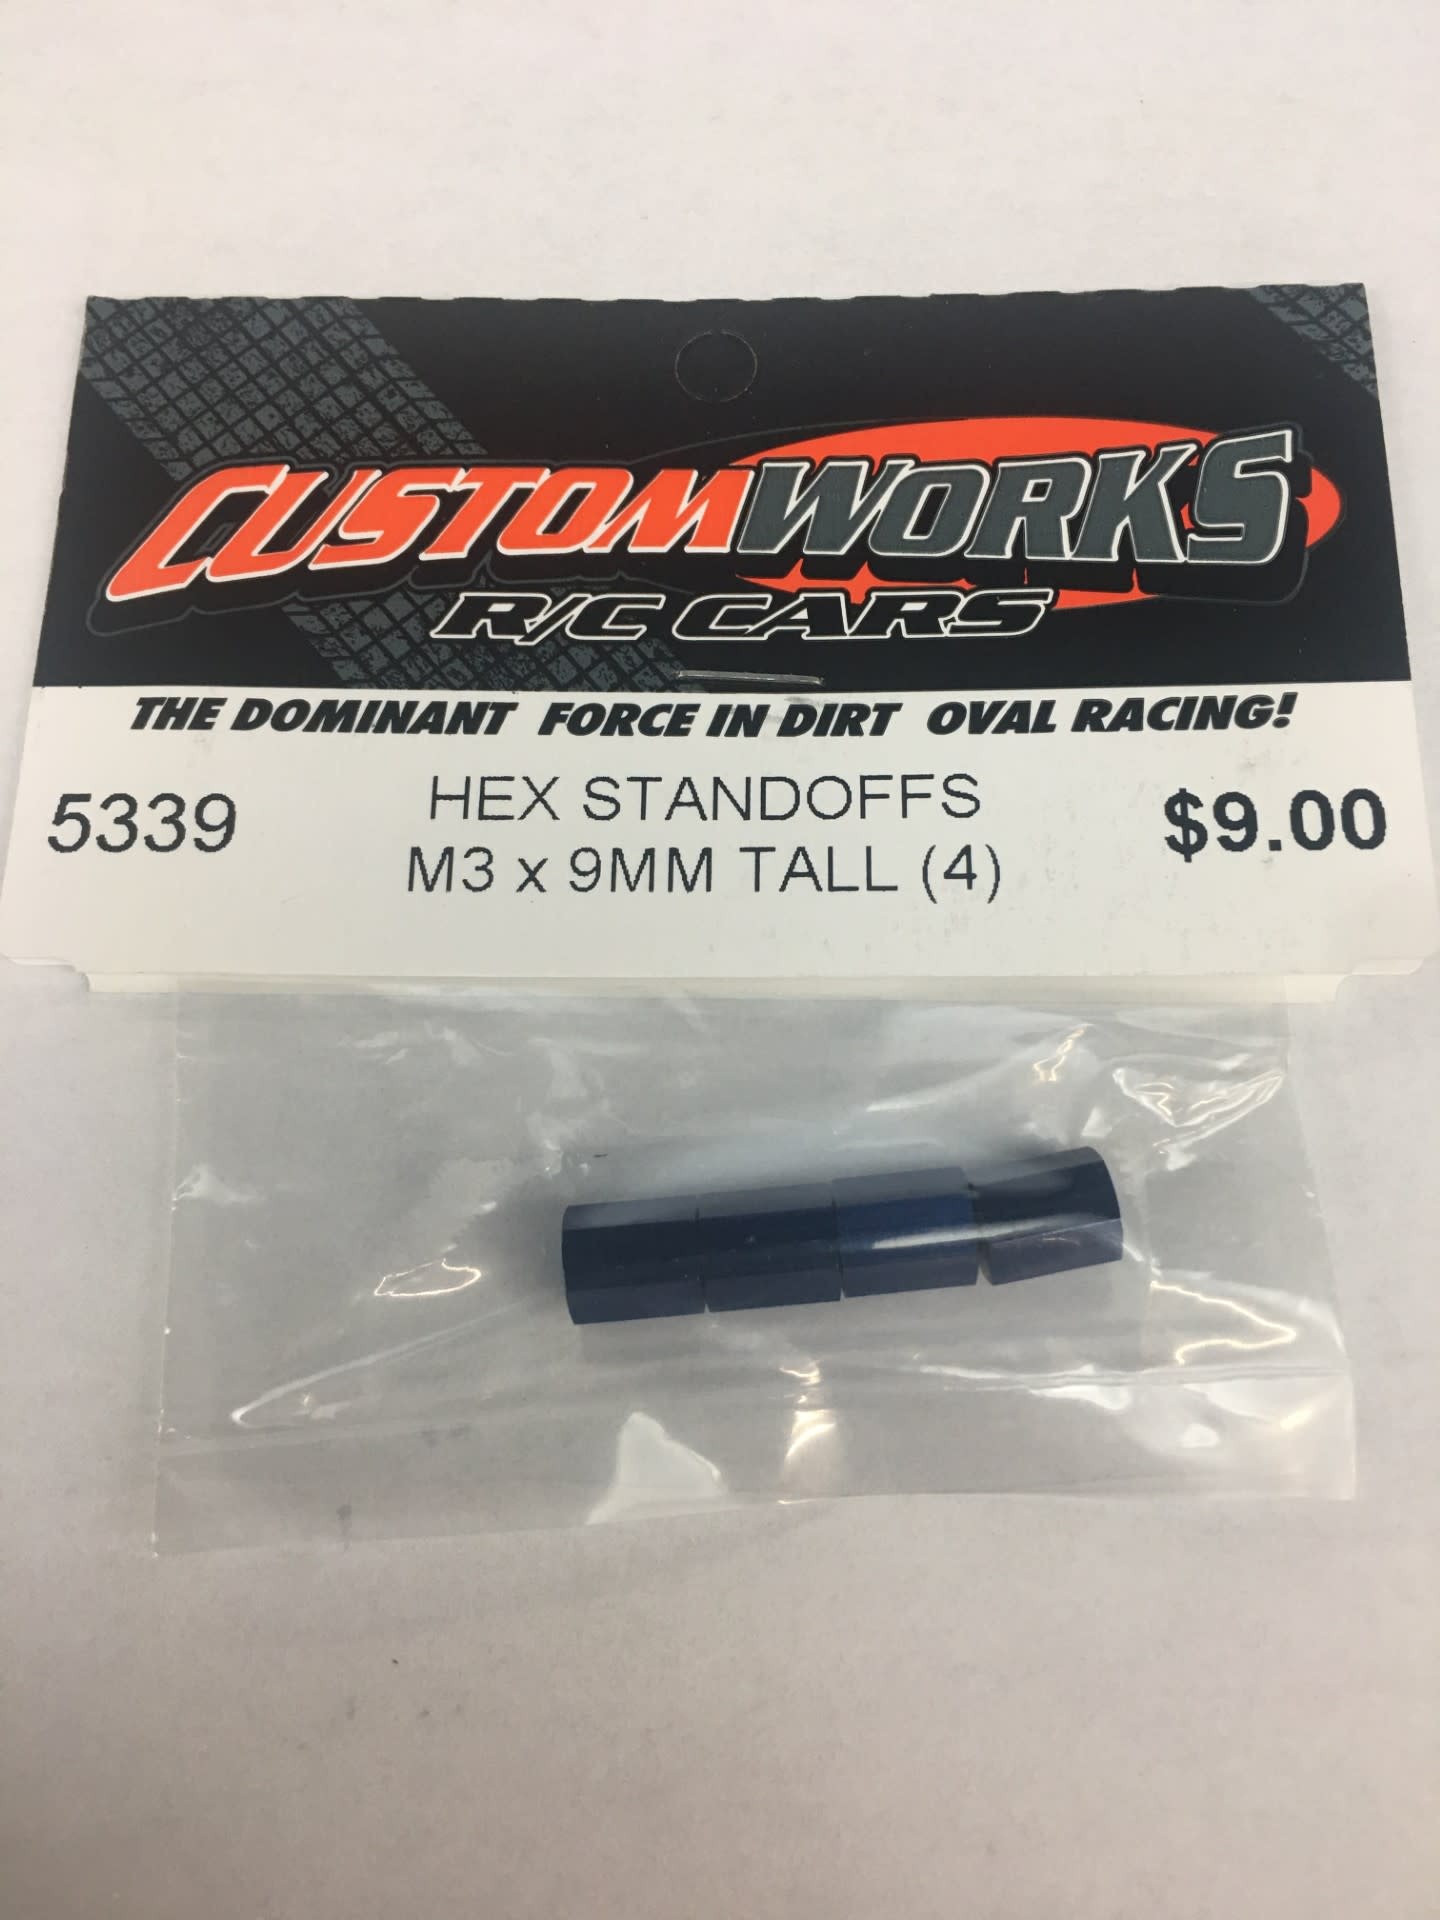 CUSTOMWORKS
R/C CARS
THE DOMINANT FORCE IN DIRT OVAL RACING!
5339
HEX STANDOFFS
M3 x 9MM TALL (4)
$9.00